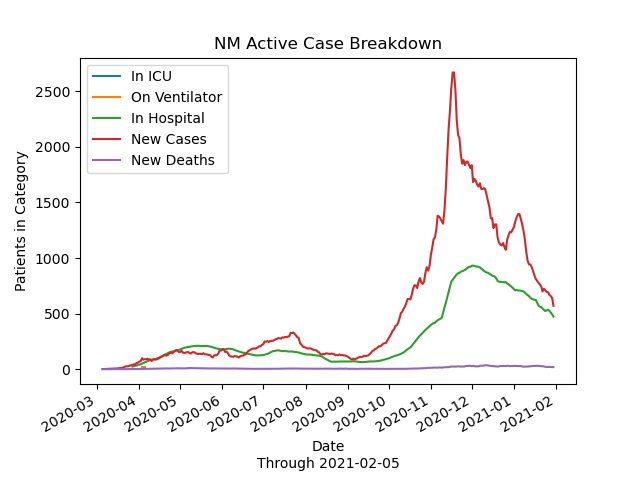 NM Active Case Breakdown
In ICU
On Ventilator
In Hospital
New Cases
New Deaths
Patients in Category
2500
2000
1500
1000
500
0
2020-03
2020-04
2020-05
2020-06
2020-07
2020-08
2020-09
2020-10
2020-11
2020-12
2021-01
2021-02
Date
Through 2021-02-05